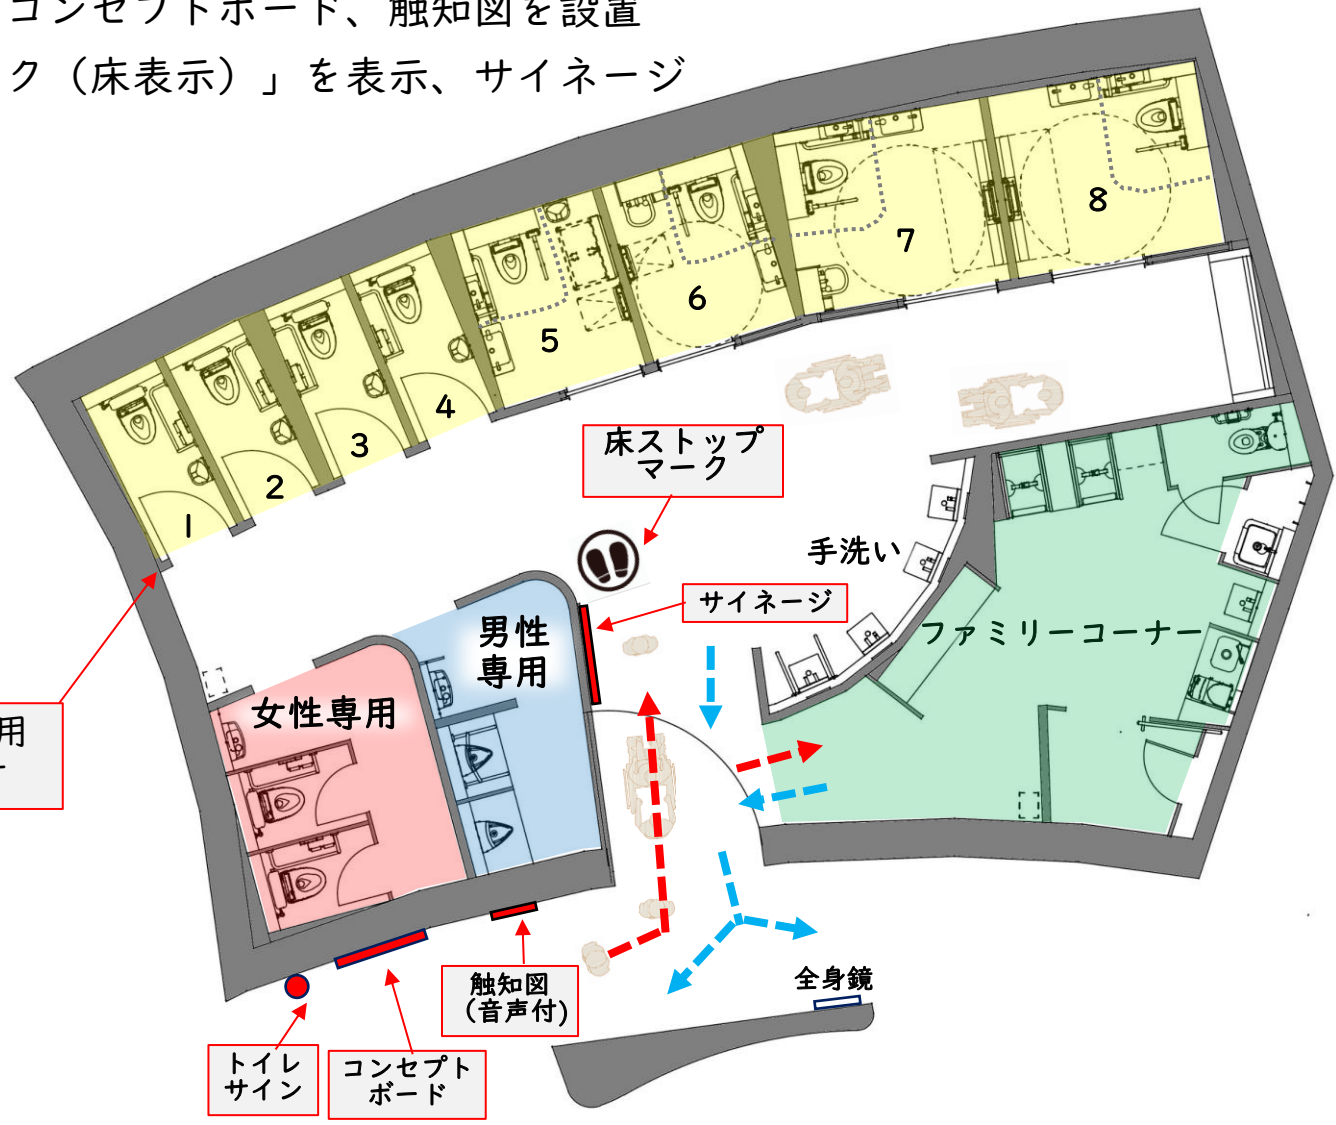 コンセプトボード、触知図を設置
ク（床表示）」を表示、サイネージ
8
7
6
5
4
3
2
1
床ストップ
マーク
手洗い
サイネージ
男性
専用
ファミリーコーナー
女性専用
用
全身鏡
触知図
（音声付）
トイレ
サイン
コンセプト
ボード